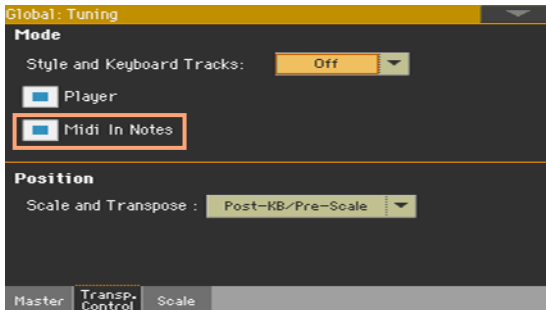 Global: Tuning
Mode
Style and Keyboard Tracks: Off
Player
Midi In Notes
Position
Scale and Transpose : Post-KB/Pre-Scale
Master Transp. Control Scale